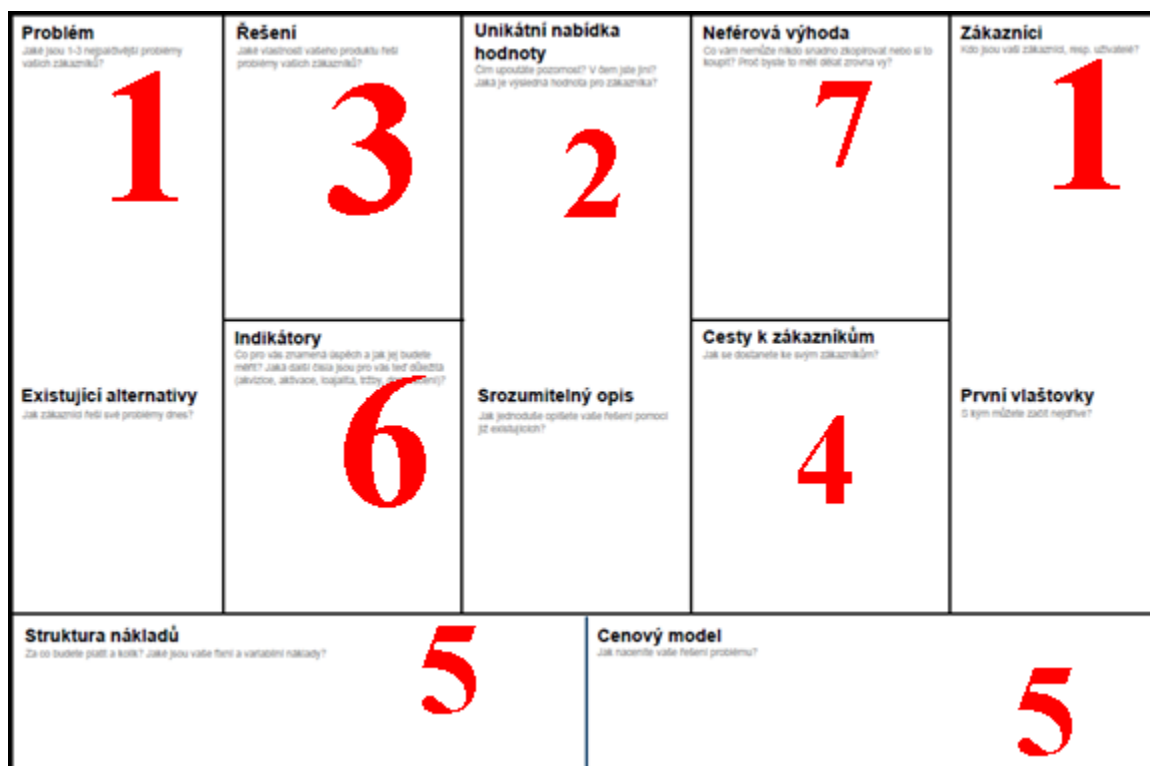 Problém
Jaké jsou 1-3 nejpalčivější problémy
vašich zákazníků?
1
Existující alternativy
Jak zákazníci řeší své problémy dnes?
Řešení
Jaké vlastnosti vašeho produktu řeší
problémy vašich zákazníků?
3
Indikátory
Co pro vás znamená úspěch a jak jej budete
měřit? Jaká další čísla jsou pro vás teď důležitá
(akvizice, aktivace, loajalita, tržby,
6
Unikátní nabídka
hodnoty
Čím upoutáte pozornost? V čem jste jiní?
Jaká je výsledná hodnota pro zákazníka?
2
Srozumitelný opis
Jak jednoduše opíšete vaše řešení pomocí
již existujících?
Neférová výhoda
Co vám nemůže nikdo snadno zkopírovat nebo si to
koupit? Proč byste to měli dělat zrovna vy?
7
Cesty k zákazníkům
Jak se dostanete ke svým zákazníkům?
4
Zákazníci
Kdo jsou vaši zákazníci, resp. uživatelé?
1
První vlaštovky
S kým můžete začít nejdříve?
Struktura nákladů
Za co budete platit a kolik? Jaké jsou vaše fixní a variabilní náklady?
5
Cenový model
Jak naceníte vaše řešení problému?
5